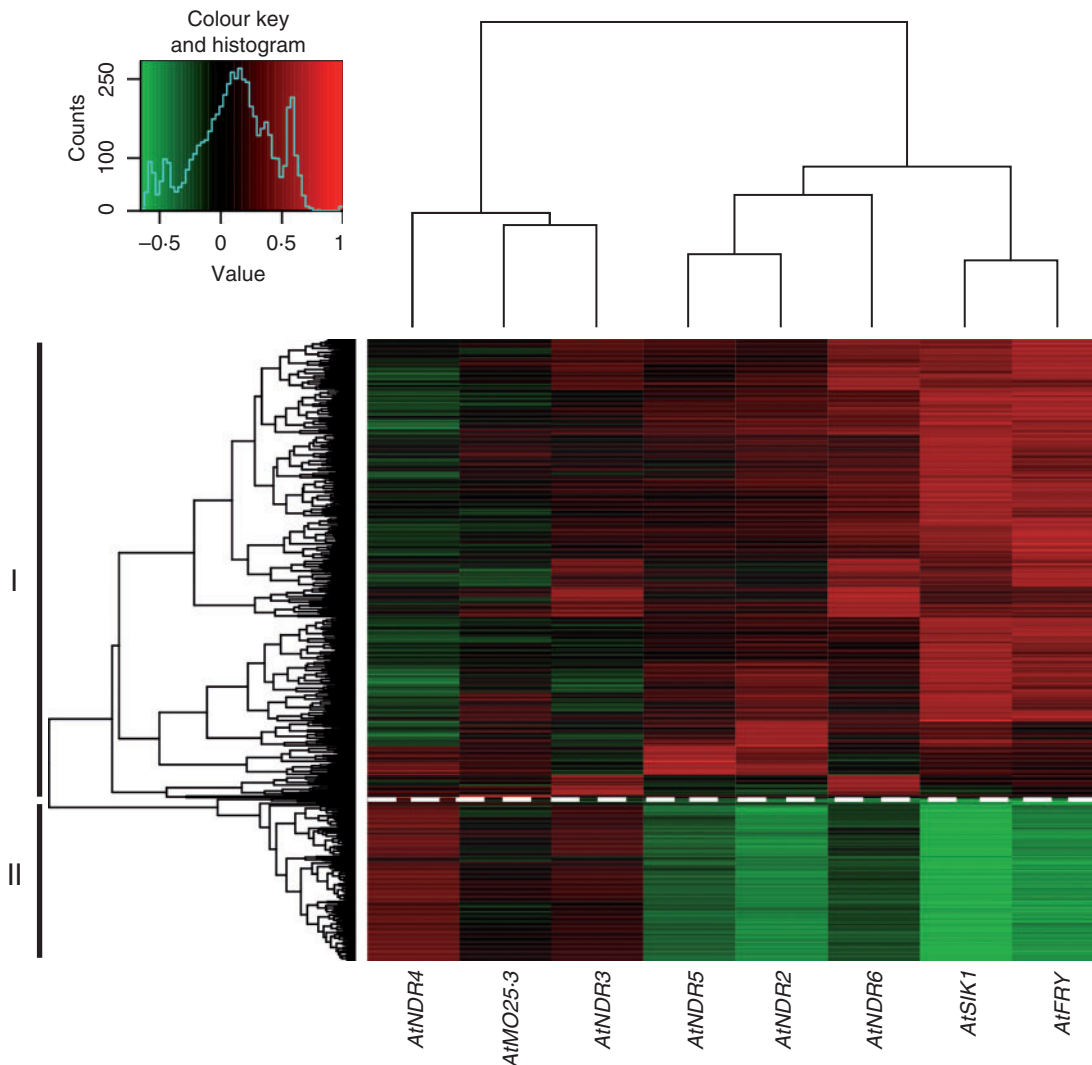 Colour key
and histogram
250
100
0
Counts
–0·5 0 0·5 1
Value
I
II
AtNDR4 AtMO25·3 AtNDR3 AtNDR5 AtNDR2 AtNDR6 AtSIK1 AtFRY